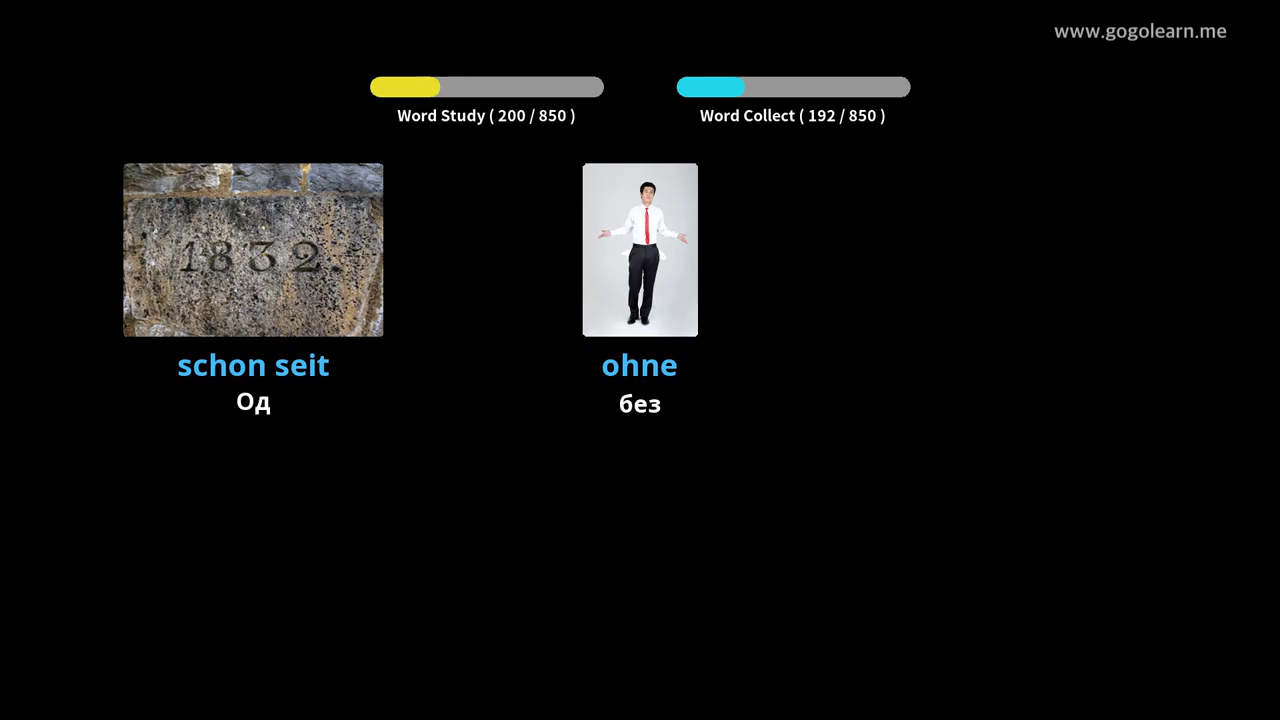 www.gogolearn.me
Word Study ( 200 / 850 )
Word Collect ( 192 / 850 )
1832.
schon seit
Од
ohne
без